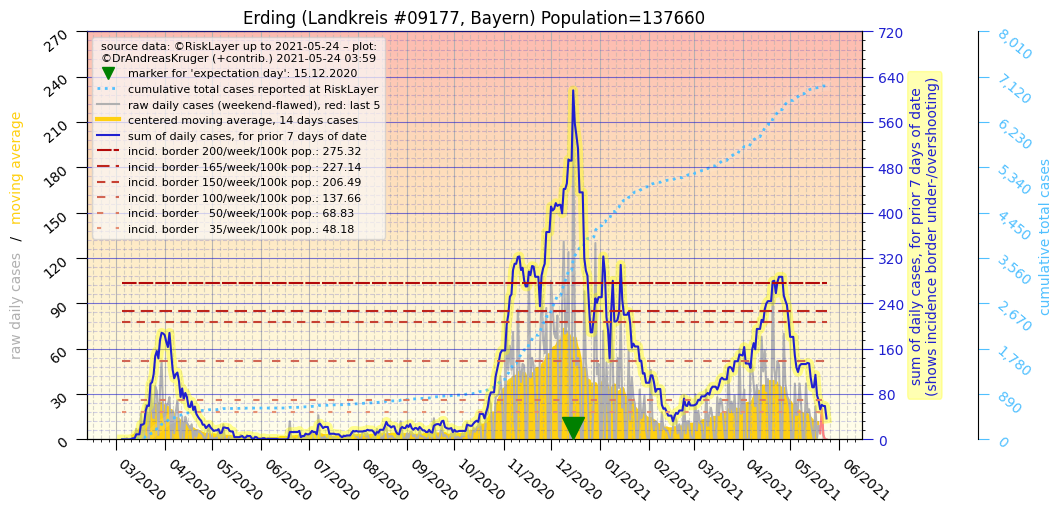 Erding (Landkreis #09177, Bayern) Population=137660
source data: ©RiskLayer up to 2021-05-24 – plot:
©DrAndreasKruger (+contrib.) 2021-05-24 03:59
marker for 'expectation day': 15.12.2020
cumulative total cases reported at RiskLayer
raw daily cases (weekend-flawed), red: last 5
centered moving average, 14 days cases
sum of daily cases, for prior 7 days of date
incid. border 200/week/100k pop.: 275.32
incid. border 165/week/100k pop.: 227.14
incid. border 150/week/100k pop.: 206.49
incid. border 100/week/100k pop.: 137.66
incid. border 50/week/100k pop.: 68.83
incid. border 35/week/100k pop.: 48.18
raw daily cases / moving average
270
240
210
180
150
120
90
60
30
0
03/2020
04/2020
05/2020
06/2020
07/2020
08/2020
09/2020
10/2020
11/2020
12/2020
01/2021
02/2021
03/2021
04/2021
05/2021
06/2021
720
640
560
480
400
320
240
160
80
0
sum of daily cases, for prior 7 days of date
(shows incidence border under-/overshooting)
8,010
7,120
6,230
5,340
4,450
3,560
2,670
1,780
890
0
cumulative total cases